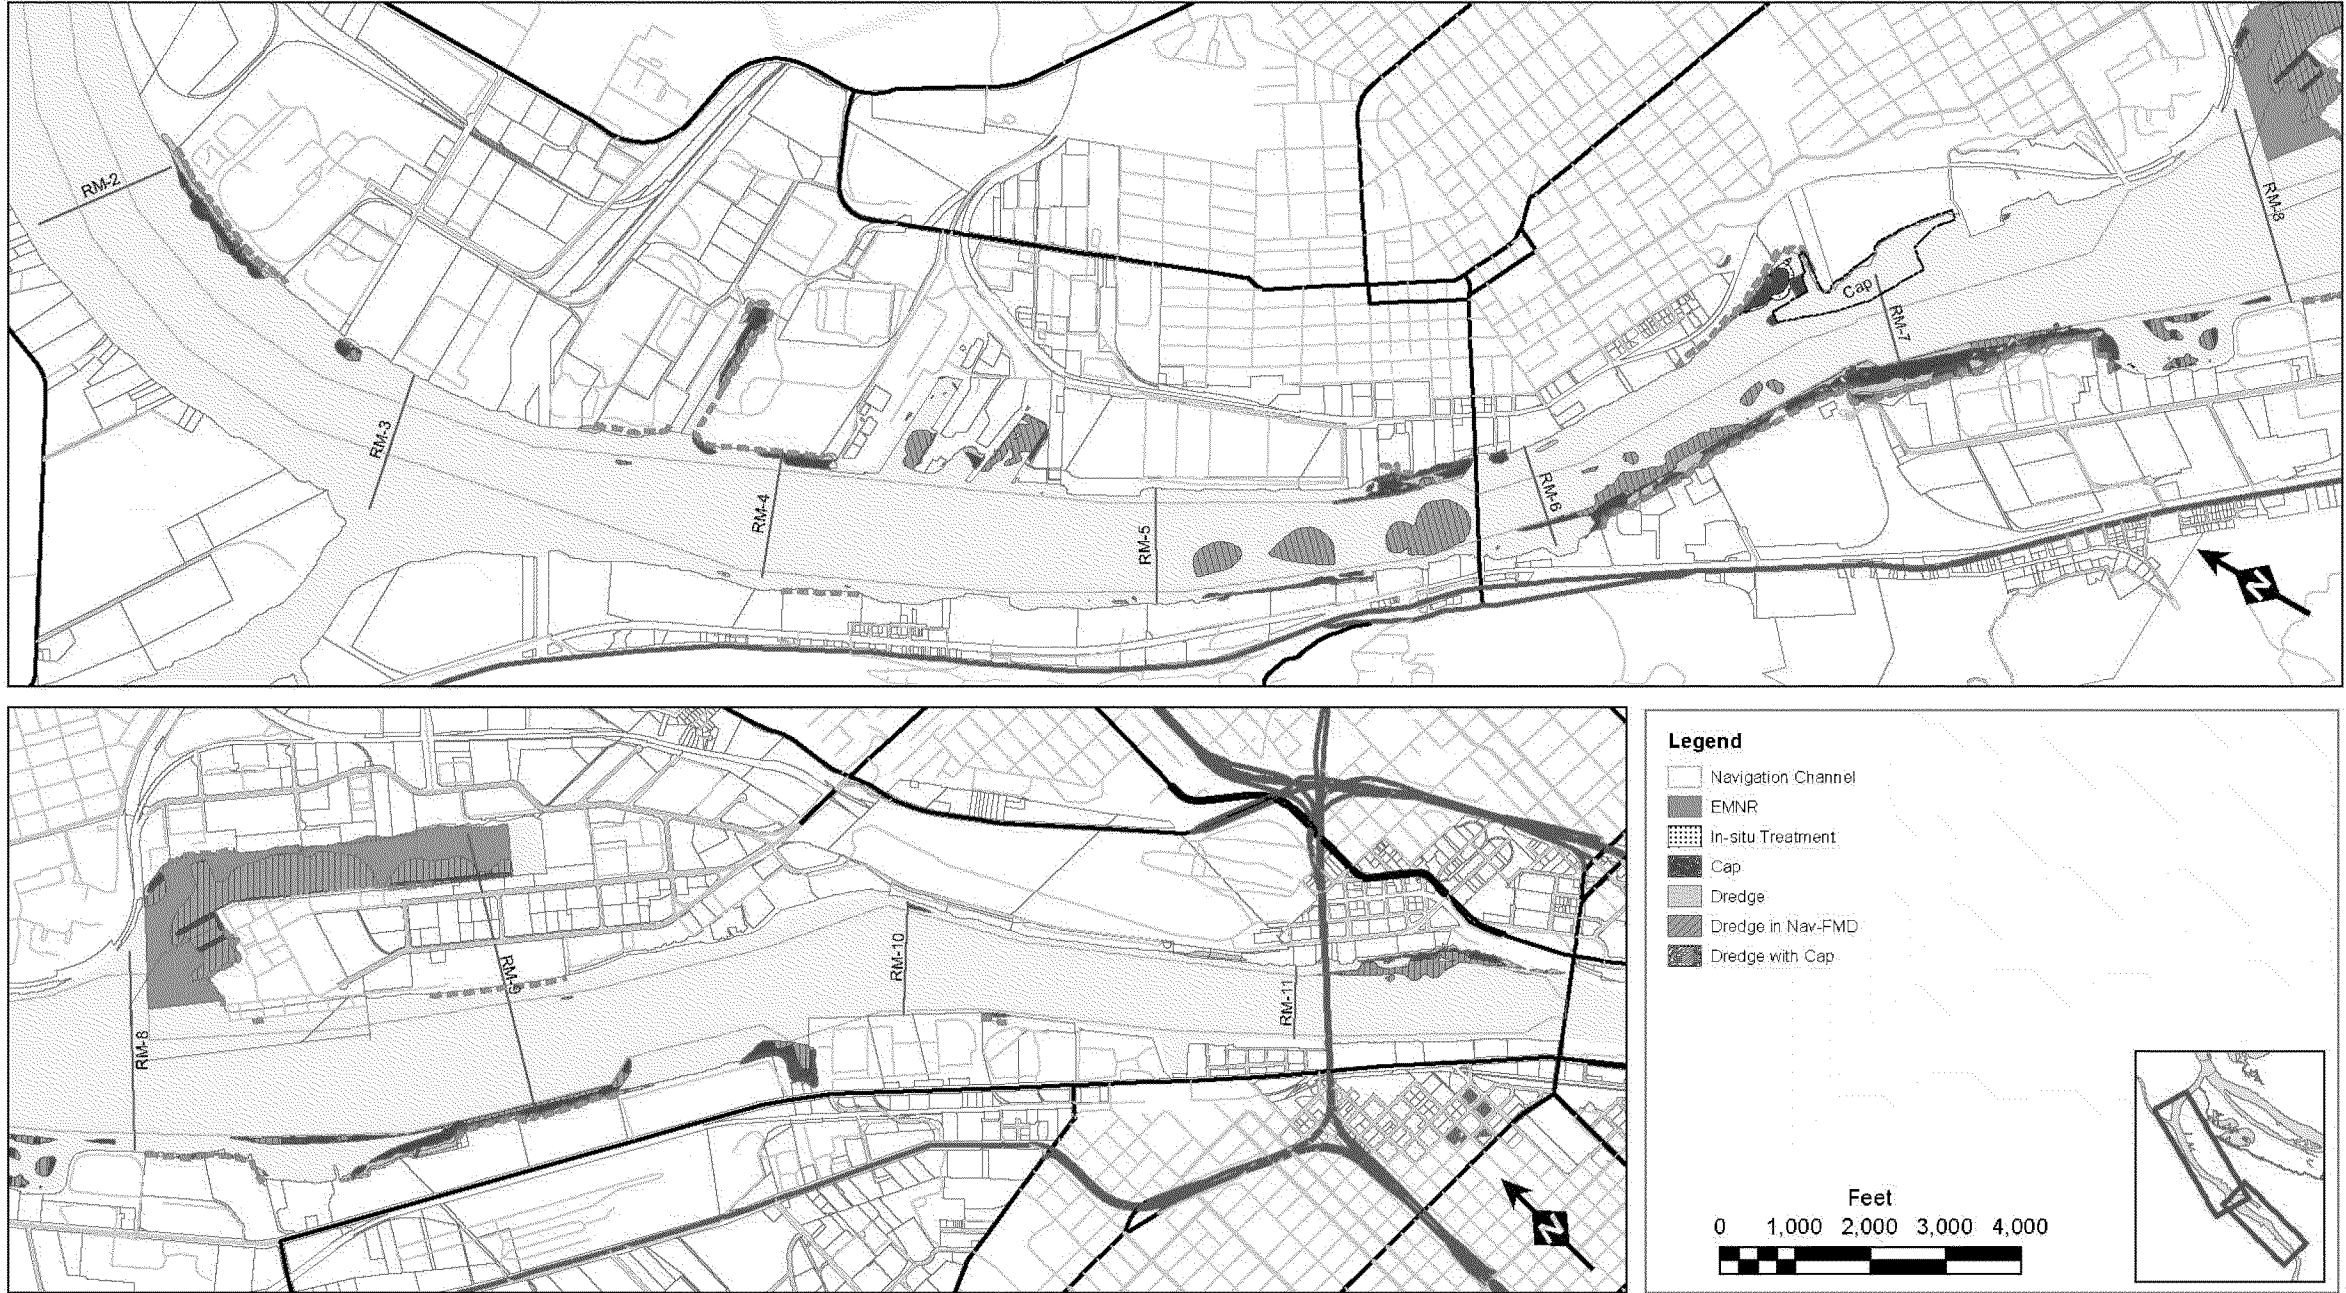 RM-2
RM-3
RM-4
RM-5
RM-6
Cap
RM-7
RM-8
N
RM-8
RM-9
RM-10
RM-11
N
Legend
Navigation Channel
EMNR
In-situ Treatment
Cap
Dredge
Dredge in Nav-FMD
Dredge with Cap
Feet
0 1,000 2,000 3,000 4,000